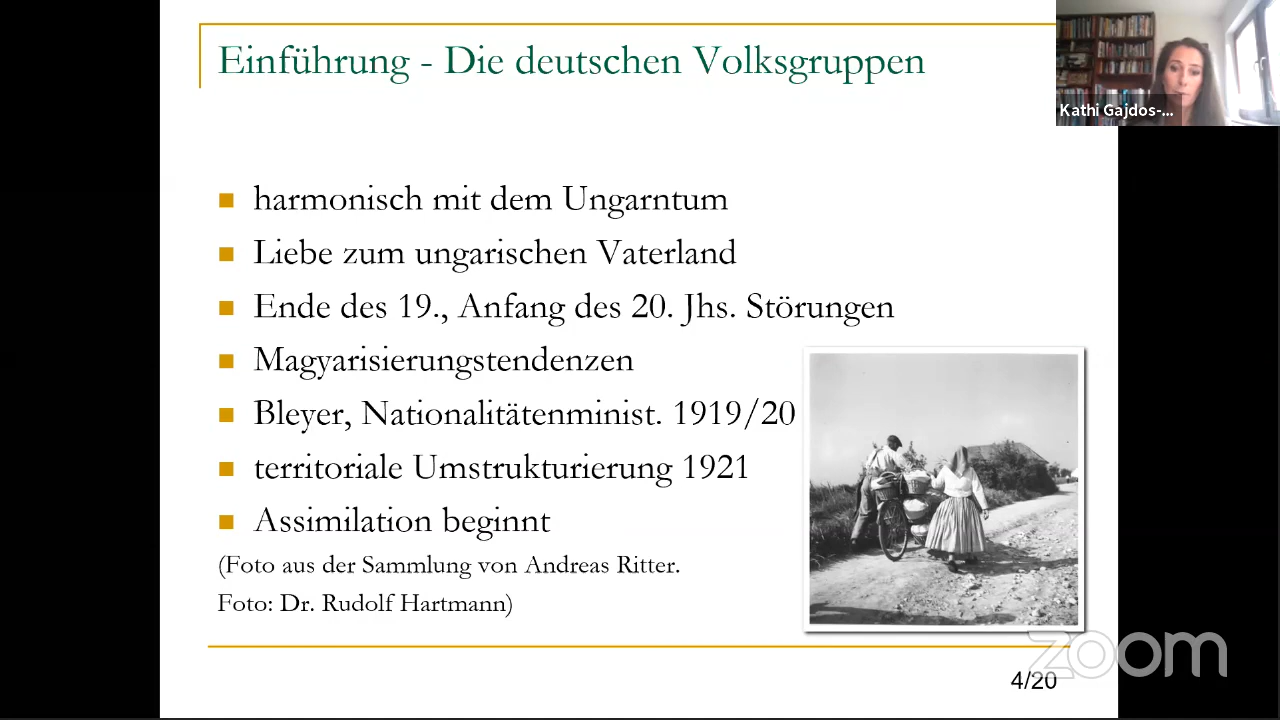 Einführung - Die deutschen Volksgruppen
Kathi Gajdos-...
harmonisch mit dem Ungarntum
Liebe zum ungarischen Vaterland
Ende des 19., Anfang des 20. Jhs. Störungen
Magyarisierungstendenzen
Bleyer, Nationalitätenminist. 1919/20
territoriale Umstrukturierung 1921
Assimilation beginnt
(Foto aus der Sammlung von Andreas Ritter.
Foto: Dr. Rudolf Hartmann)
zoom
4/20